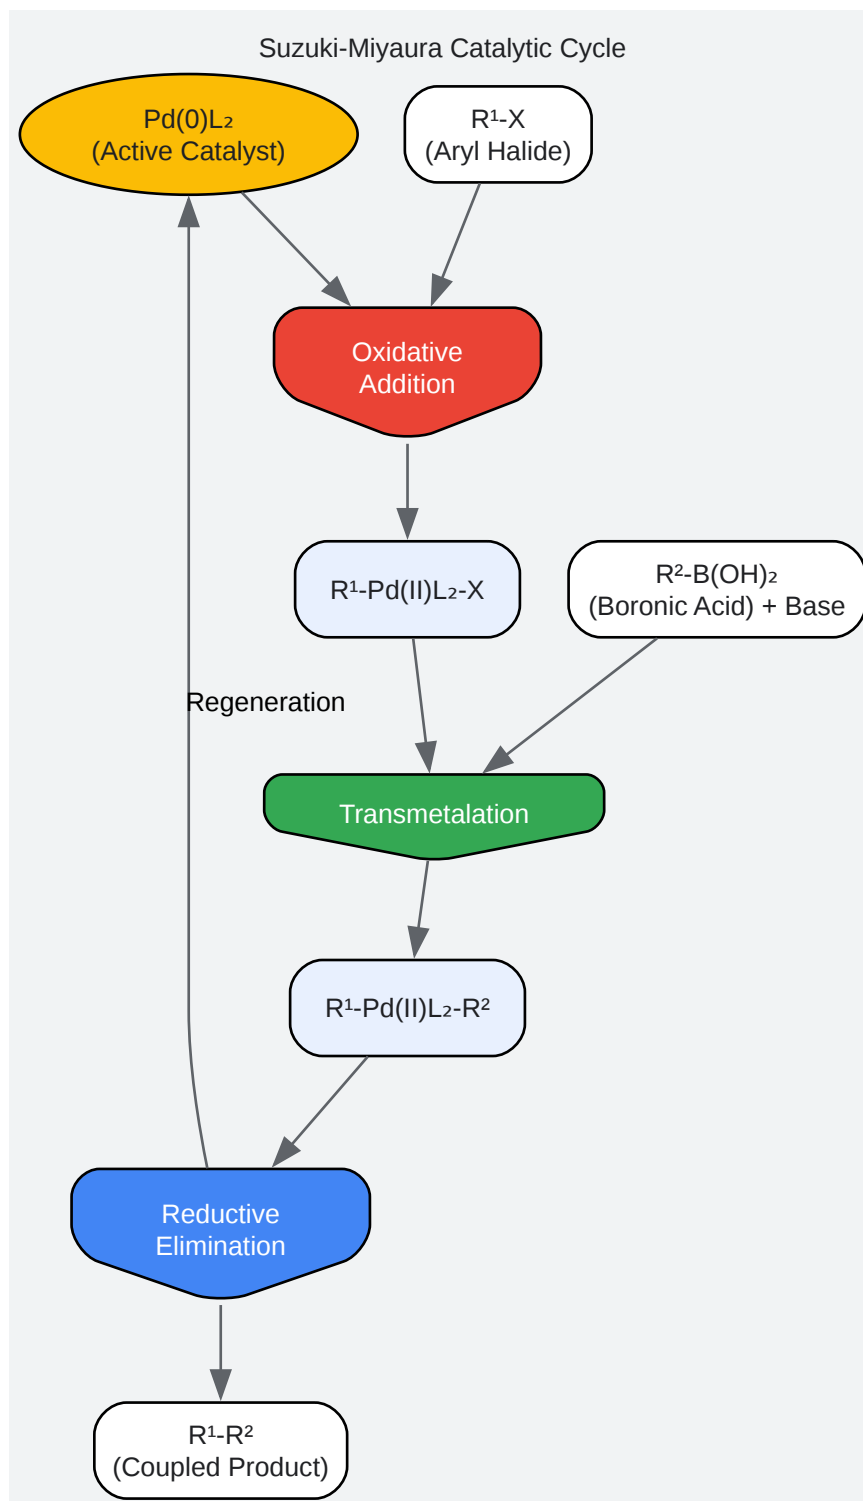 Suzuki-Miyaura Catalytic Cycle
Pd(0)L₂
(Active Catalyst)
R¹-X
(Aryl Halide)
Oxidative
Addition
R¹-Pd(II)L₂-X
R²-B(OH)₂
(Boronic Acid) + Base
Regeneration
Transmetalation
R¹-Pd(II)L₂-R²
Reductive
Elimination
R¹-R²
(Coupled Product)